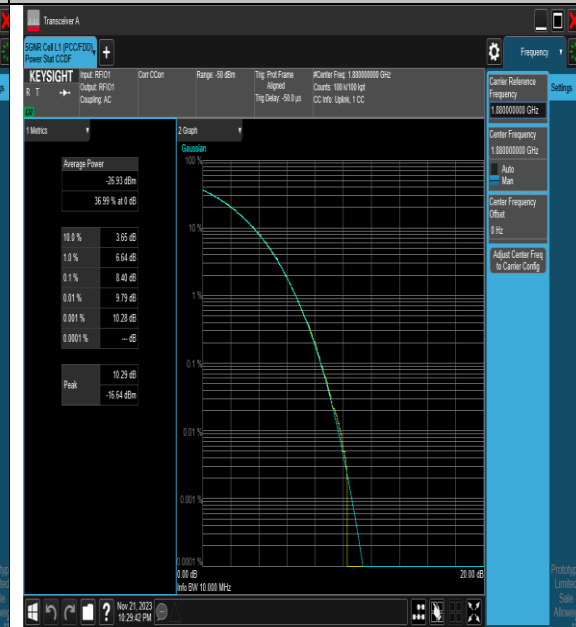 Transceiver A
5GNR Cell L1 (PCC/FDD),
Power Stat CCDF
+
Frequency
KEYSIGHT
R T
Input: RFIO1
Output: RFIO1
Coupling: AC
Corr CCorr
Range: -50 dBm
Trig: Prot Frame
Aligned
Trig Delay: -50.0 µs
#Center Freq: 1.880000000 GHz
Counts: 100 k/100 kpt
CC Info: Uplink, 1 CC
Carrier Reference
Frequency
1.880000000 GHz
Settings
Center Frequency
1.880000000 GHz
Auto
Man
Center Frequency
Offset
0 Hz
Adjust Center Freq
to Carrier Config
1 Metrics
Average Power
-26.93 dBm
36.99 % at 0 dB
10.0 % 3.65 dB
1.0 % 6.64 dB
0.1 % 8.40 dB
0.01 % 9.79 dB
0.001 % 10.28 dB
0.0001 % --- dB
Peak
10.29 dB
-16.64 dBm
2 Graph
Gaussian
100 %
10 %
1 %
0.1 %
0.01 %
0.001 %
0.0001 %
0.00 dB 20.00 dB
Info BW 10.000 MHz
?
Nov 21, 2023
10:29:42 PM